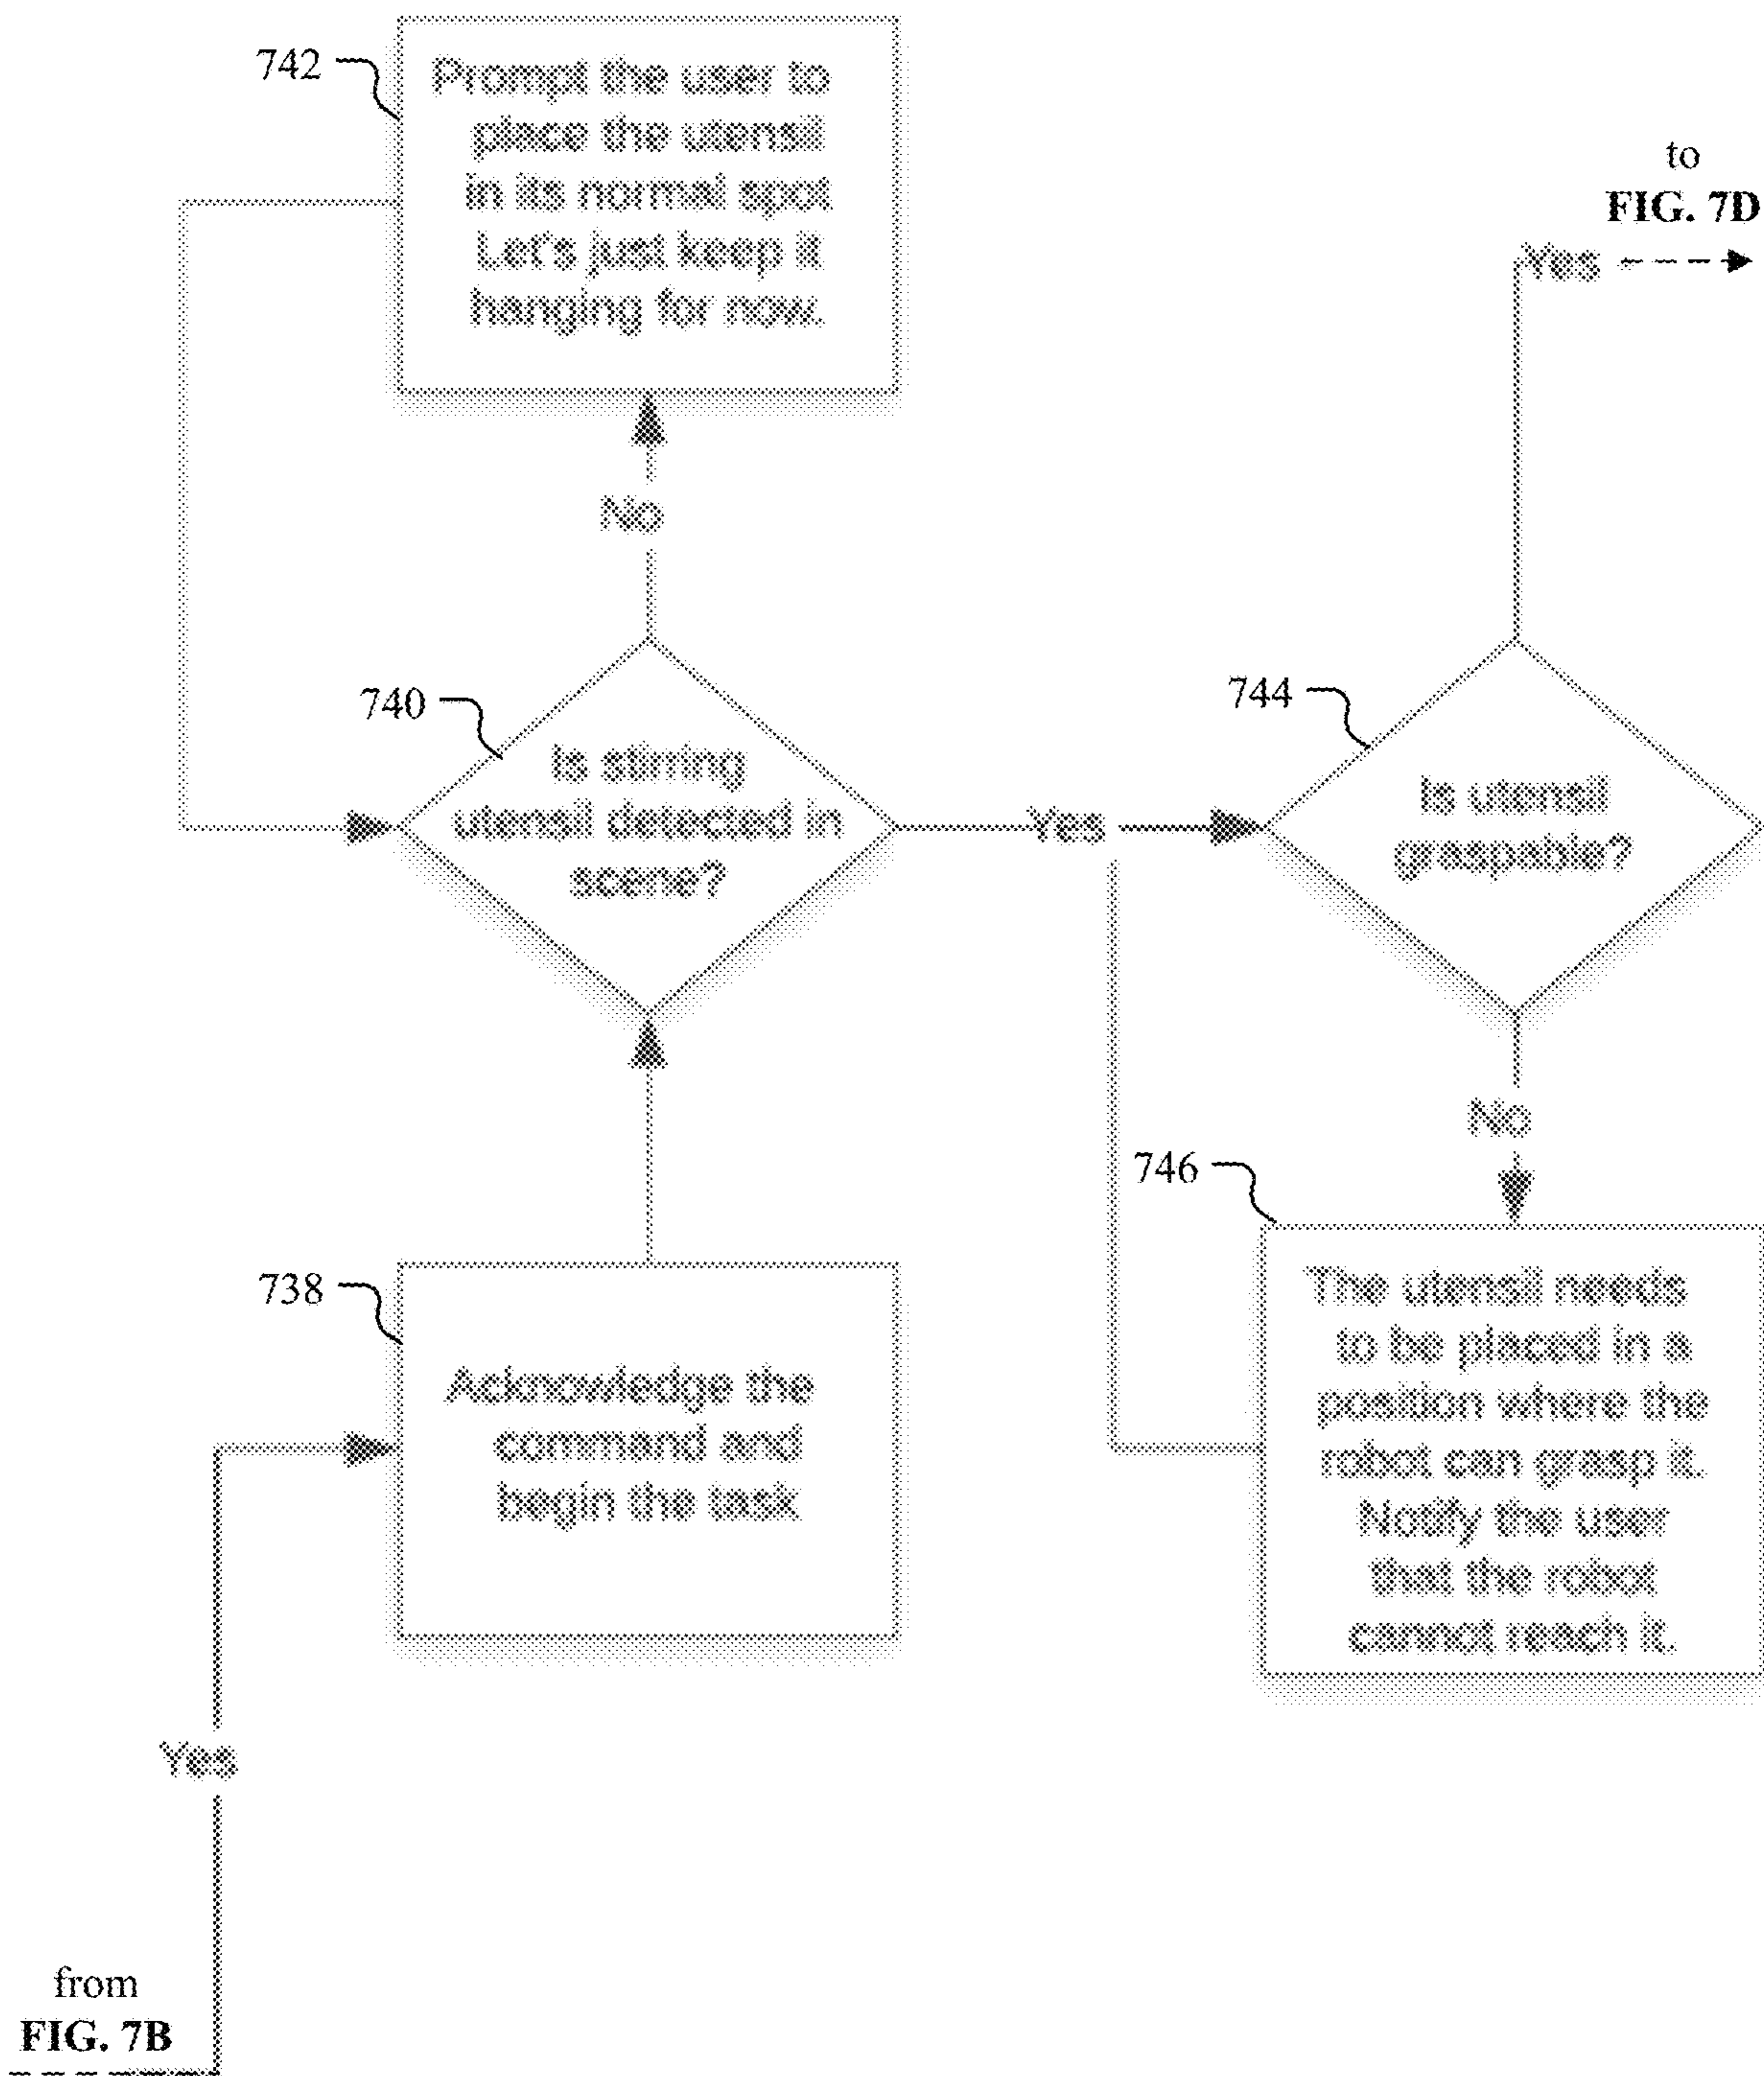 742
Prompt the user to
place the utensil
in its normal spot
Let's just keep it
hanging for now.
to
FIG. 7D
Yes
No
740
Is stirring
utensil detected in
scene?
Yes
744
Is utensil
graspable?
No
746
The utensil needs
to be placed in a
position where the
robot can grasp it.
Notify the user
that the robot
cannot reach it.
738
Acknowledge the
command and
begin the task
Yes
from
FIG. 7B